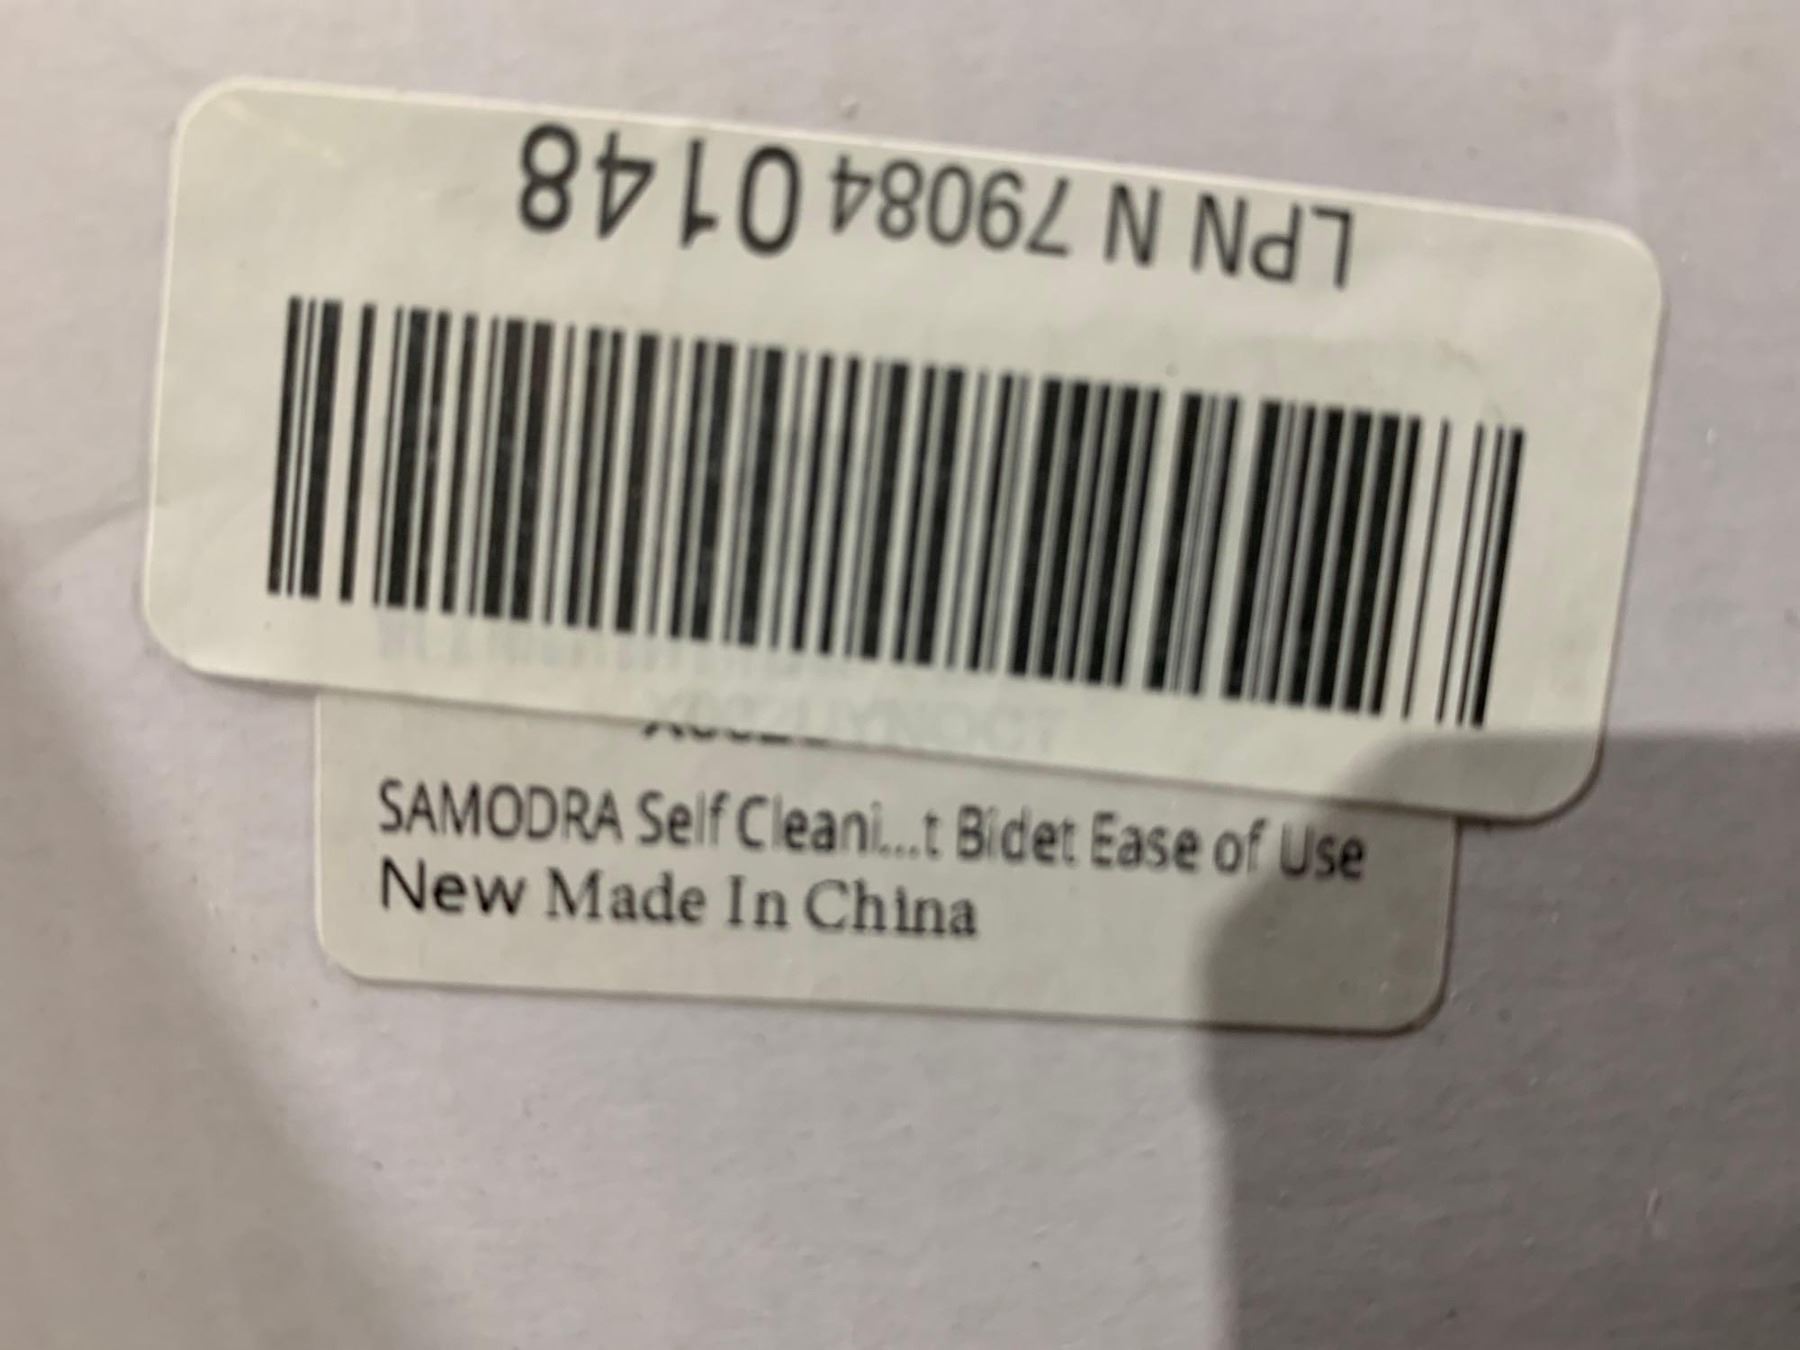 LPN N 79084 0148
SAMODRA Self Cleani...t Bidet Ease of Use
New Made In China